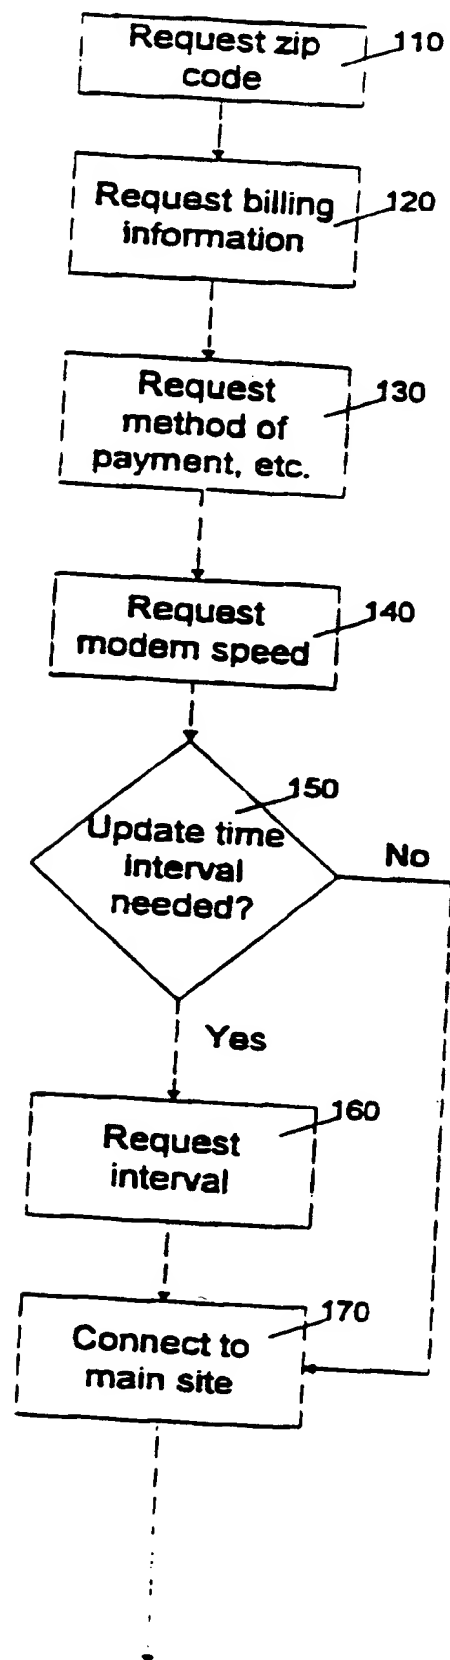 Request zip
code
110
Request billing
information
120
Request
method of
payment, etc.
130
Request
modem speed
140
150
Update time
interval
needed?
No
Yes
160
Request
interval
170
Connect to
main site